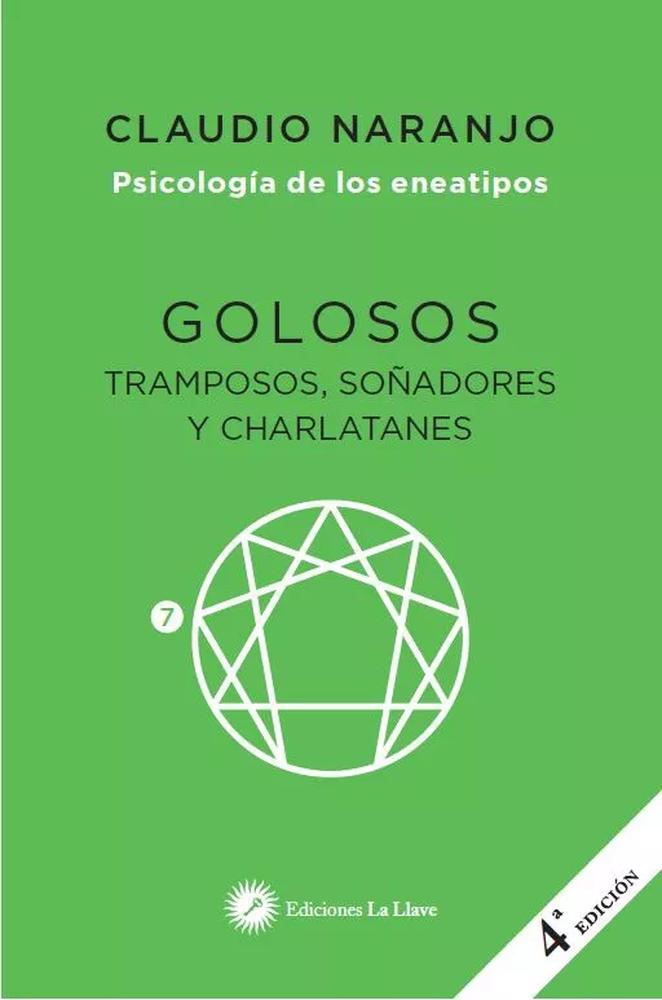 CLAUDIO NARANJO
Psicología de los eneatipos
GOLOSOS
TRAMPOSOS, SOÑADORES
Y CHARLATANES
7
Ediciones La Llave
4ª EDICIÓN